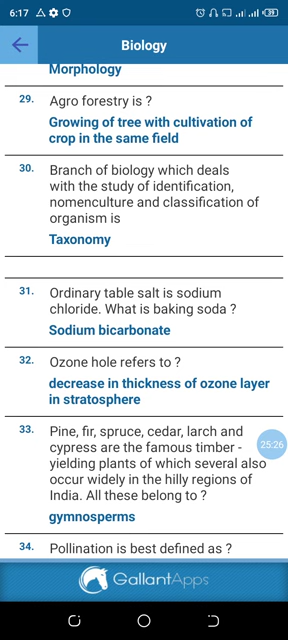 6:17
39
Biology
Morphology
29. Agro forestry is ?
Growing of tree with cultivation of
crop in the same field
30. Branch of biology which deals
with the study of identification,
nomenculture and classification of
organism is
Taxonomy
31. Ordinary table salt is sodium
chloride. What is baking soda ?
Sodium bicarbonate
32. Ozone hole refers to ?
decrease in thickness of ozone layer
in stratosphere
33. Pine, fir, spruce, cedar, larch and
cypress are the famous timber -
yielding plants of which several also
occur widely in the hilly regions of
India. All these belong to ?
25:26
gymnosperms
34. Pollination is best defined as ?
GallantApps